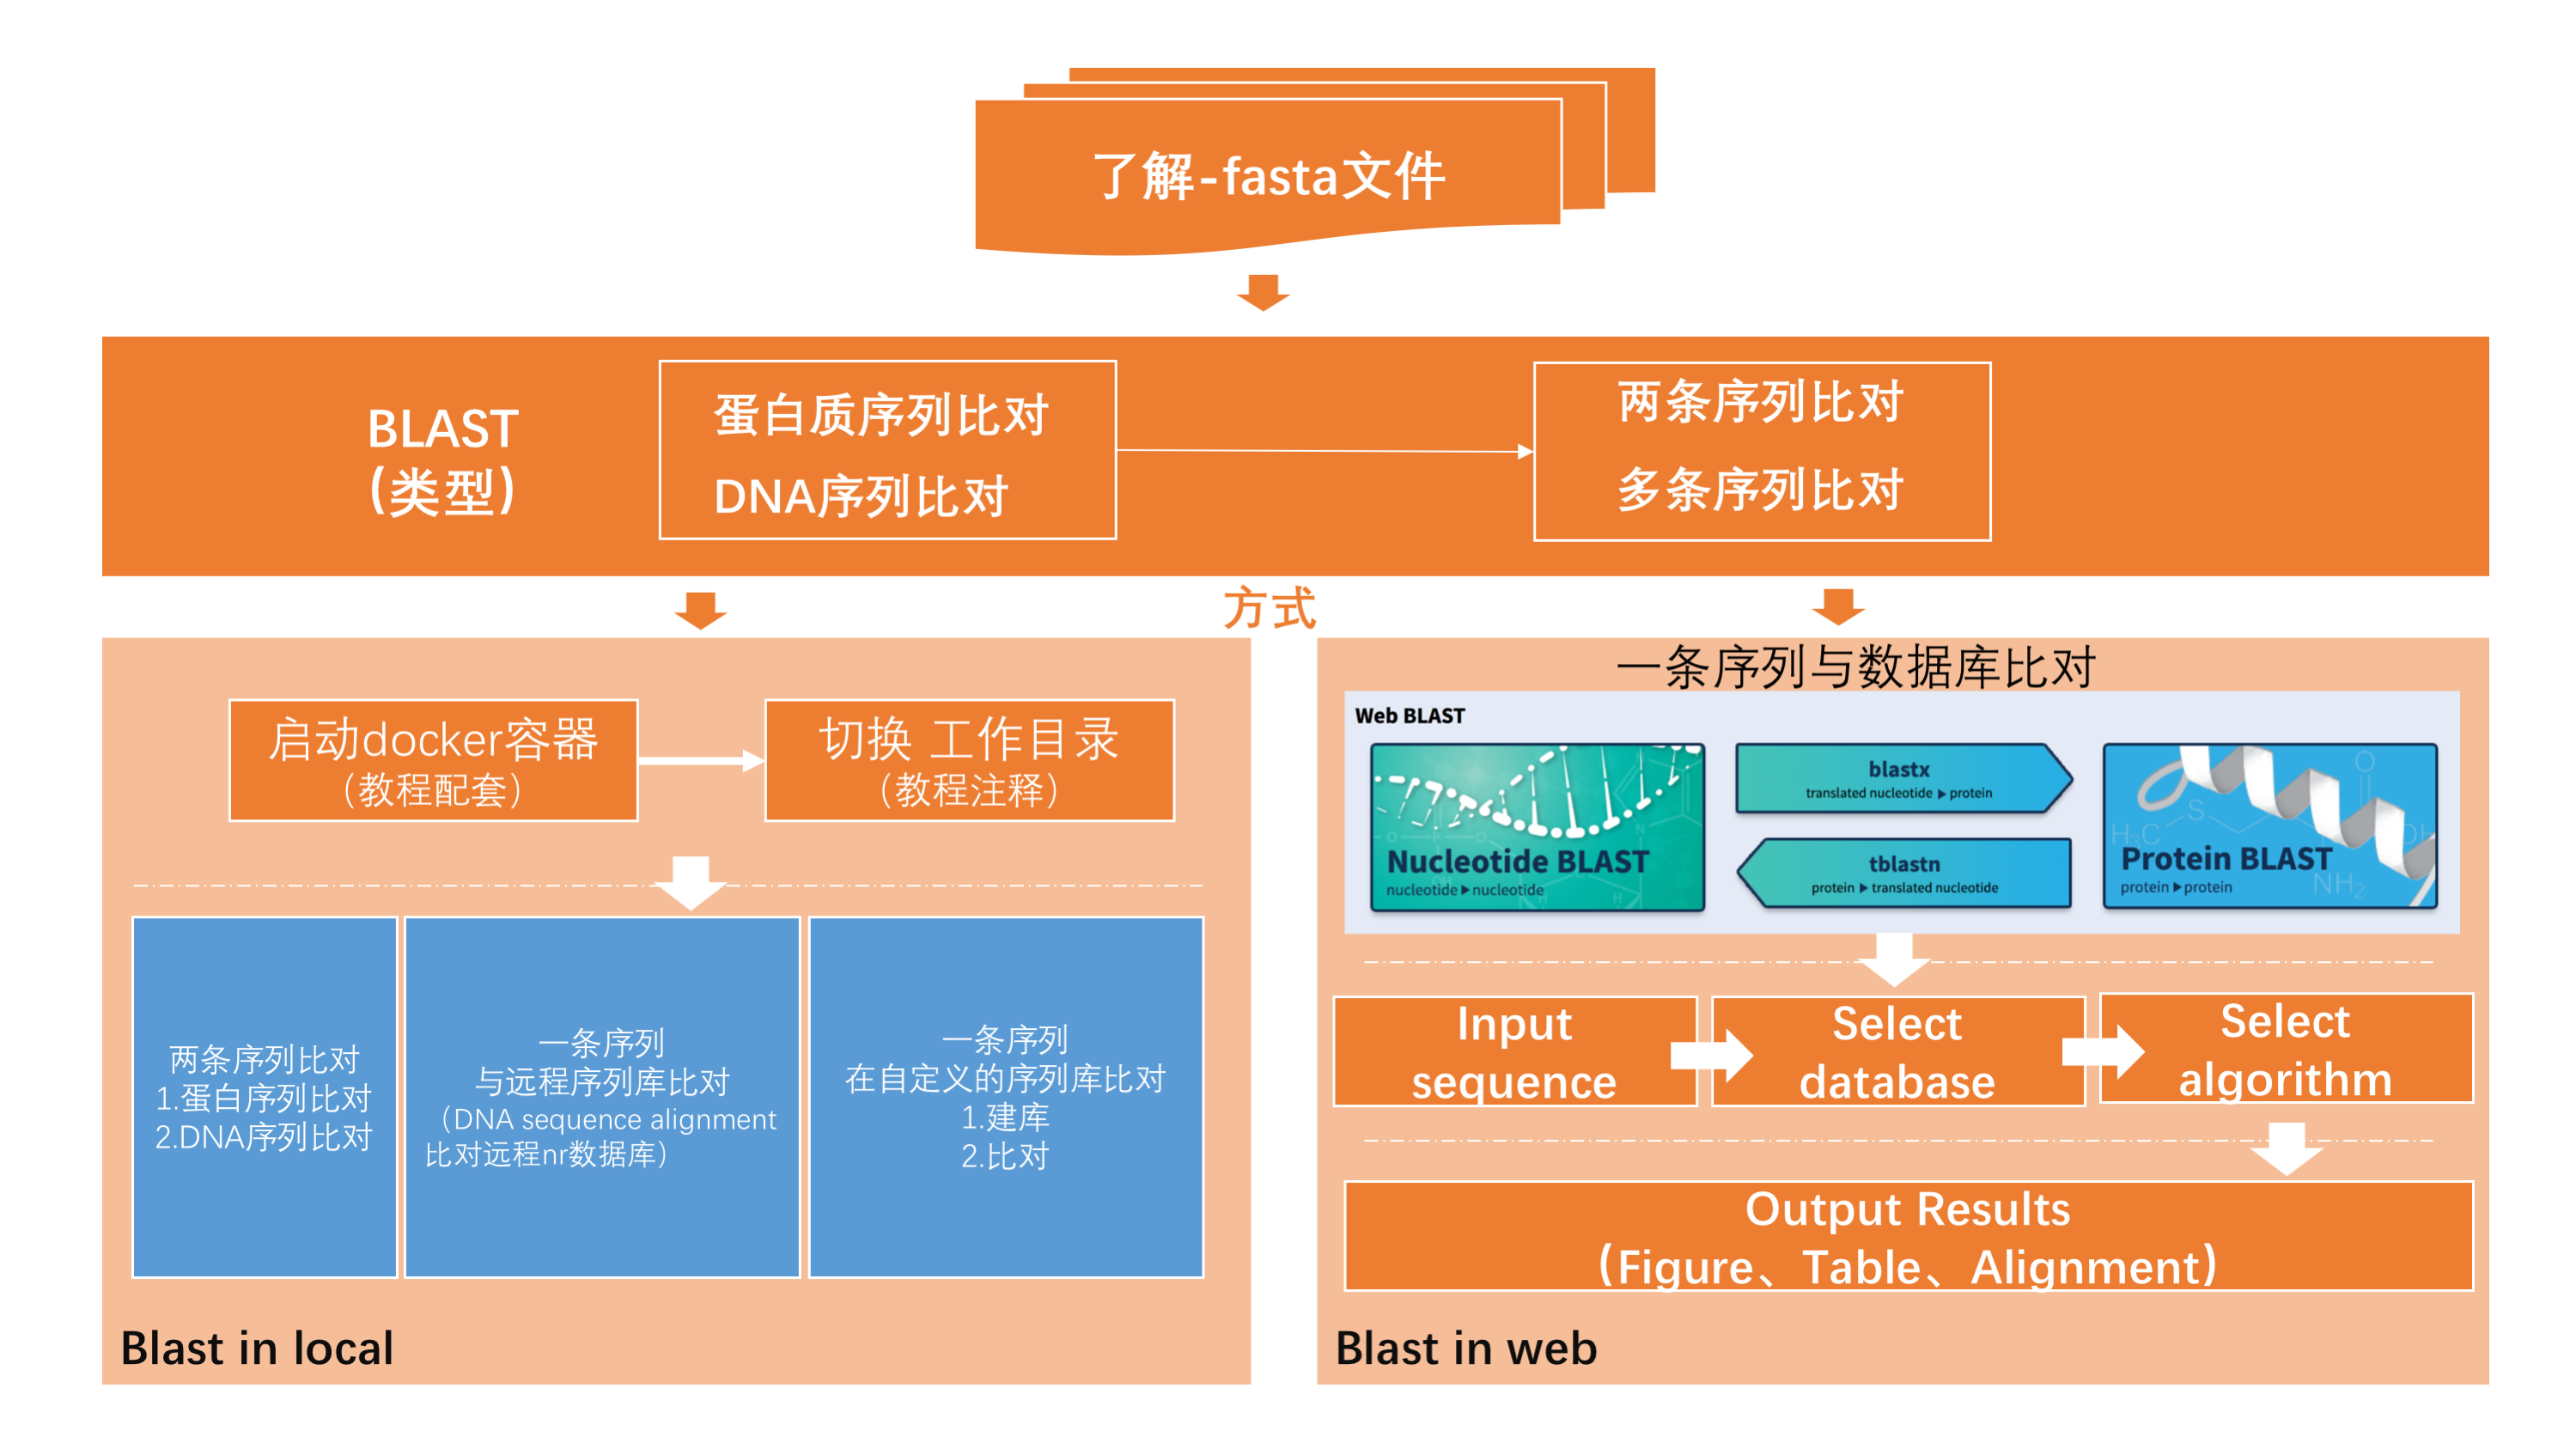 了解-fasta文件
BLAST
(类型)
蛋白质序列比对
DNA序列比对
两条序列比对
多条序列比对
方式
启动docker容器
（教程配套）
切换 工作目录
（教程注释）
两条序列比对
1.蛋白序列比对
2.DNA序列比对
一条序列
与远程序列库比对
（DNA sequence alignment
比对远程nr数据库）
一条序列
在自定义的序列库比对
1.建库
2.比对
Blast in local
一条序列与数据库比对
Web BLAST
Nucleotide BLAST
nucleotide ▶ nucleotide
blastx
translated nucleotide ▶ protein
tblastn
protein ▶ translated nucleotide
H₃C
S
O
OH
NH₂
Protein BLAST
protein ▶ protein
Input
sequence
Select
database
Select
algorithm
Output Results
（Figure、Table、Alignment）
Blast in web